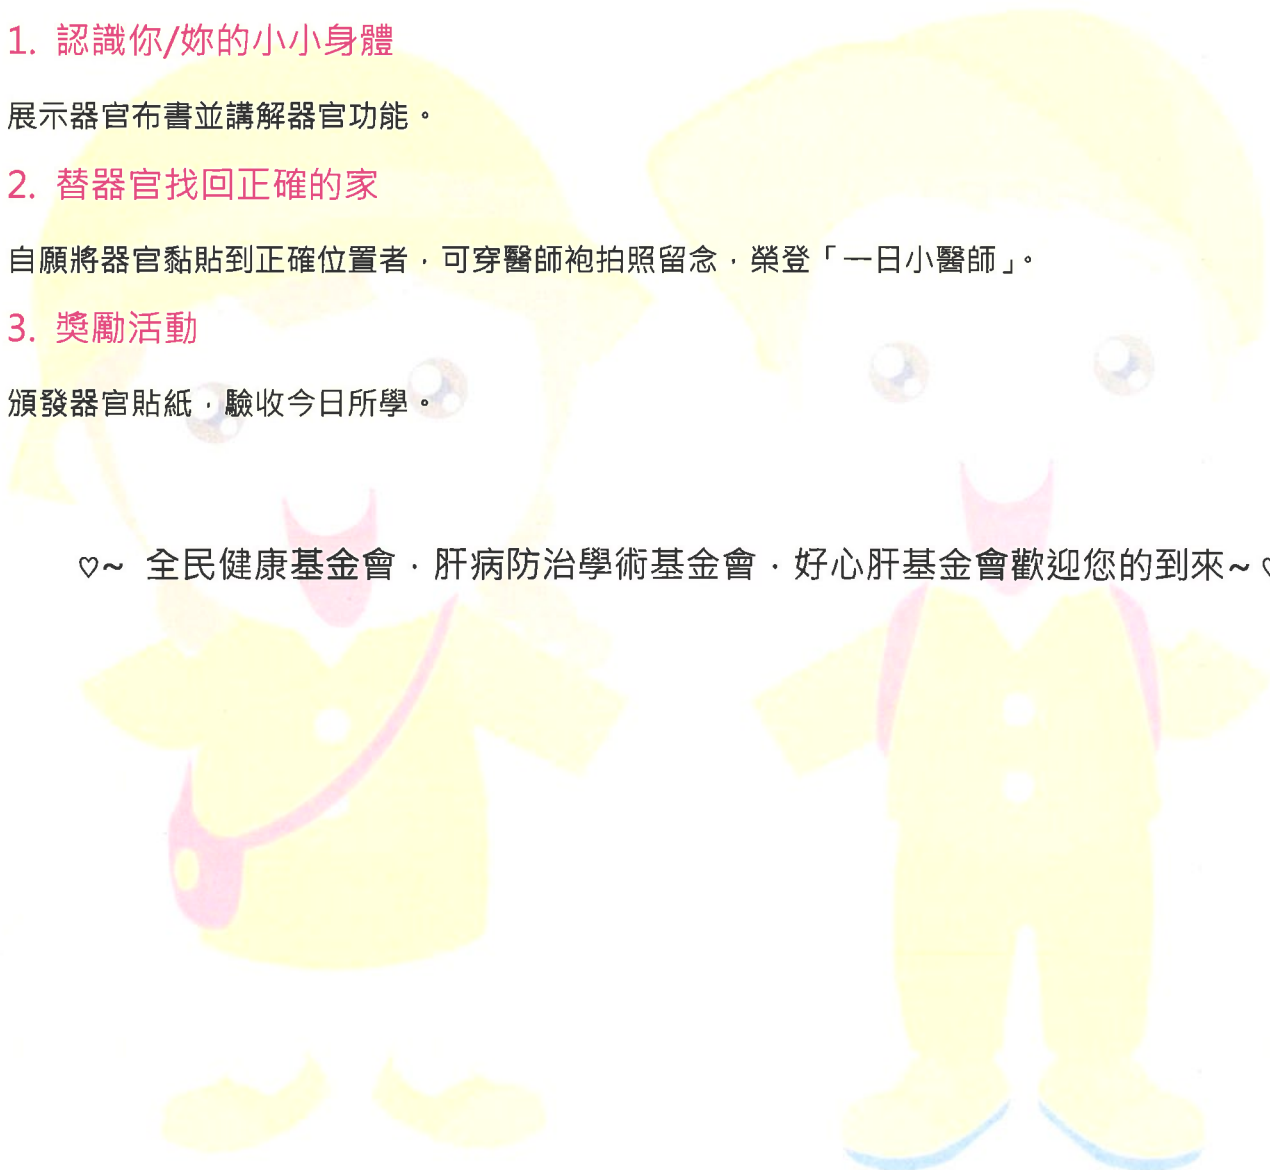 1. 認識你/妳的小小身體
展示器官布書並講解器官功能。
2. 替器官找回正確的家
自願將器官黏貼到正確位置者，可穿醫師袍拍照留念，榮登「一日小醫師」。
3. 獎勵活動
頒發器官貼紙，驗收今日所學。
♡~ 全民健康基金會．肝病防治學術基金會．好心肝基金會歡迎您的到來~ ♡